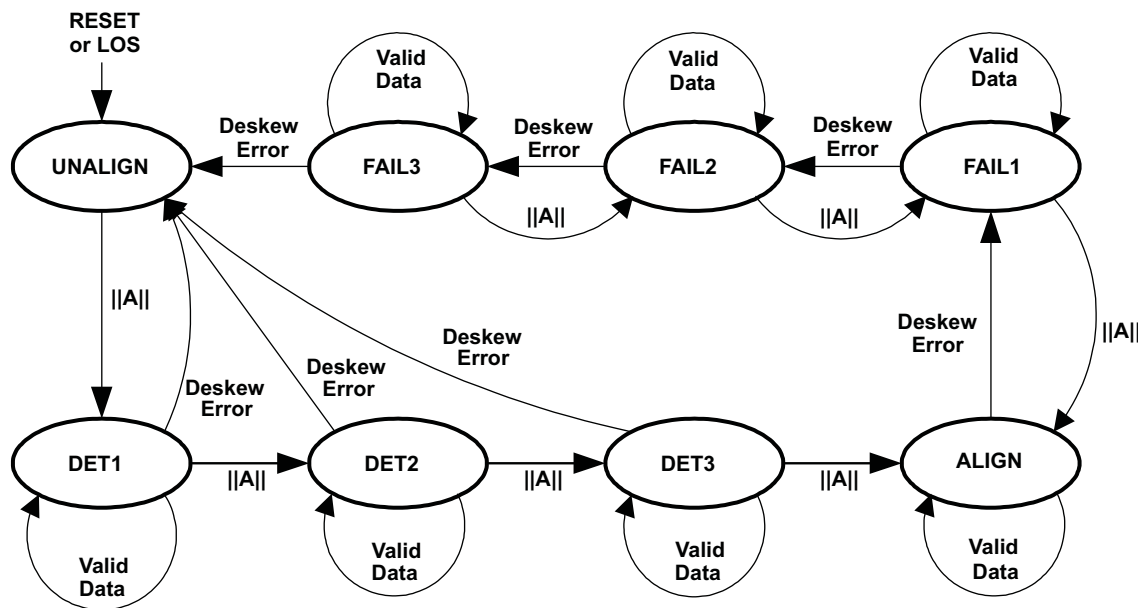 RESET
or LOS
Valid
Data
Valid
Data
Valid
Data
Deskew
Error
Deskew
Error
Deskew
Error
UNALIGN
FAIL3
FAIL2
FAIL1
||A||
||A||
||A||
||A||
Deskew
Error
Deskew
Error
Deskew
Error
Deskew
Error
||A||
DET1
DET2
DET3
ALIGN
||A||
||A||
||A||
Valid
Data
Valid
Data
Valid
Data
Valid
Data